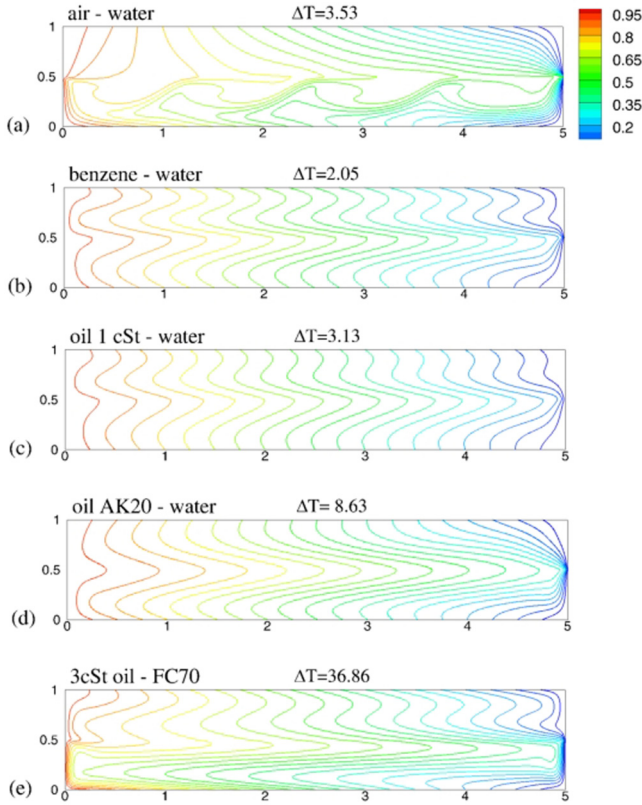 air - water ΔT=3.53
1
0.5
0
0 1 2 3 4 5
(a)
0.95
0.8
0.65
0.5
0.35
0.2
benzene - water ΔT=2.05
1
0.5
0
0 1 2 3 4 5
(b)
oil 1 cSt - water ΔT=3.13
1
0.5
0
0 1 2 3 4 5
(c)
oil AK20 - water ΔT= 8.63
1
0.5
0
0 1 2 3 4 5
(d)
3cSt oil - FC70 ΔT=36.86
1
0.5
0
0 1 2 3 4 5
(e)